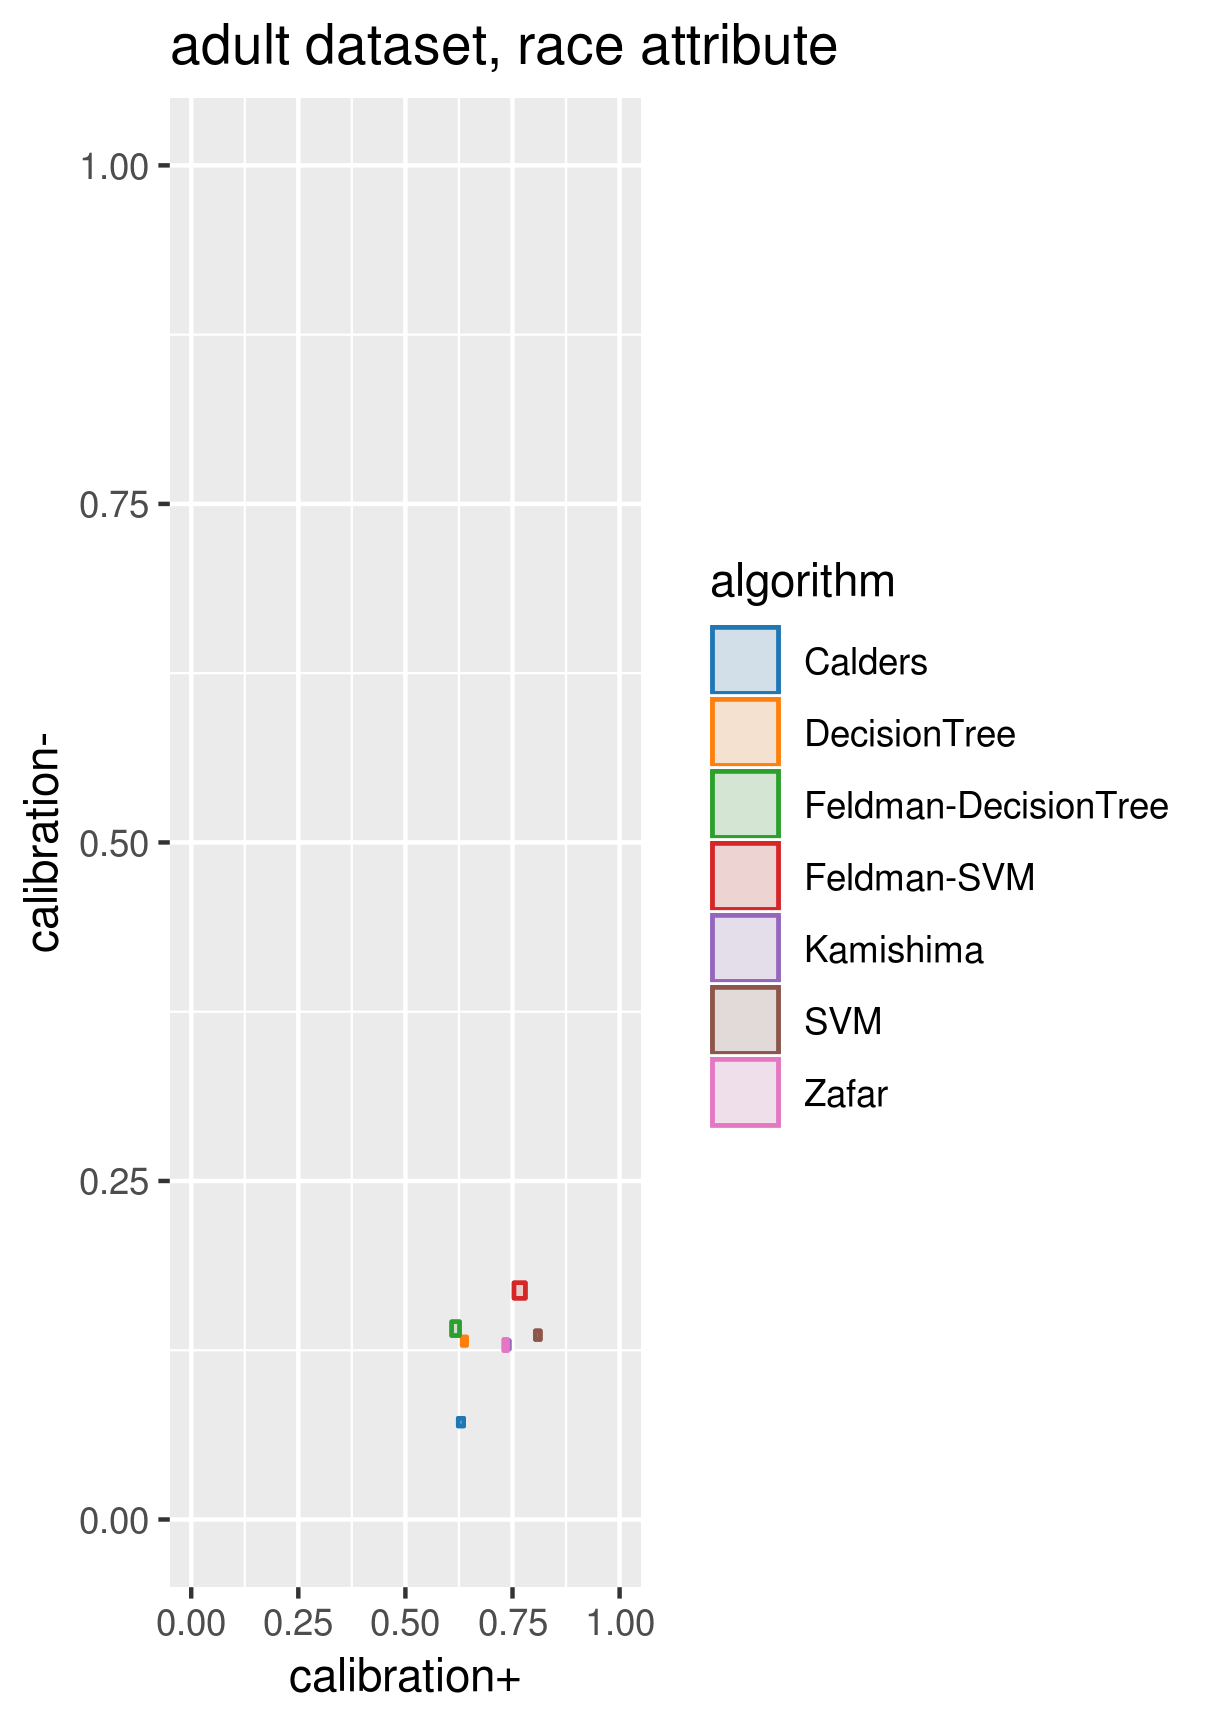 adult dataset, race attribute
1.00
0.75
0.50
0.25
0.00
calibration-
0.00 0.25 0.50 0.75 1.00
calibration+
algorithm
Calders
DecisionTree
Feldman-DecisionTree
Feldman-SVM
Kamishima
SVM
Zafar